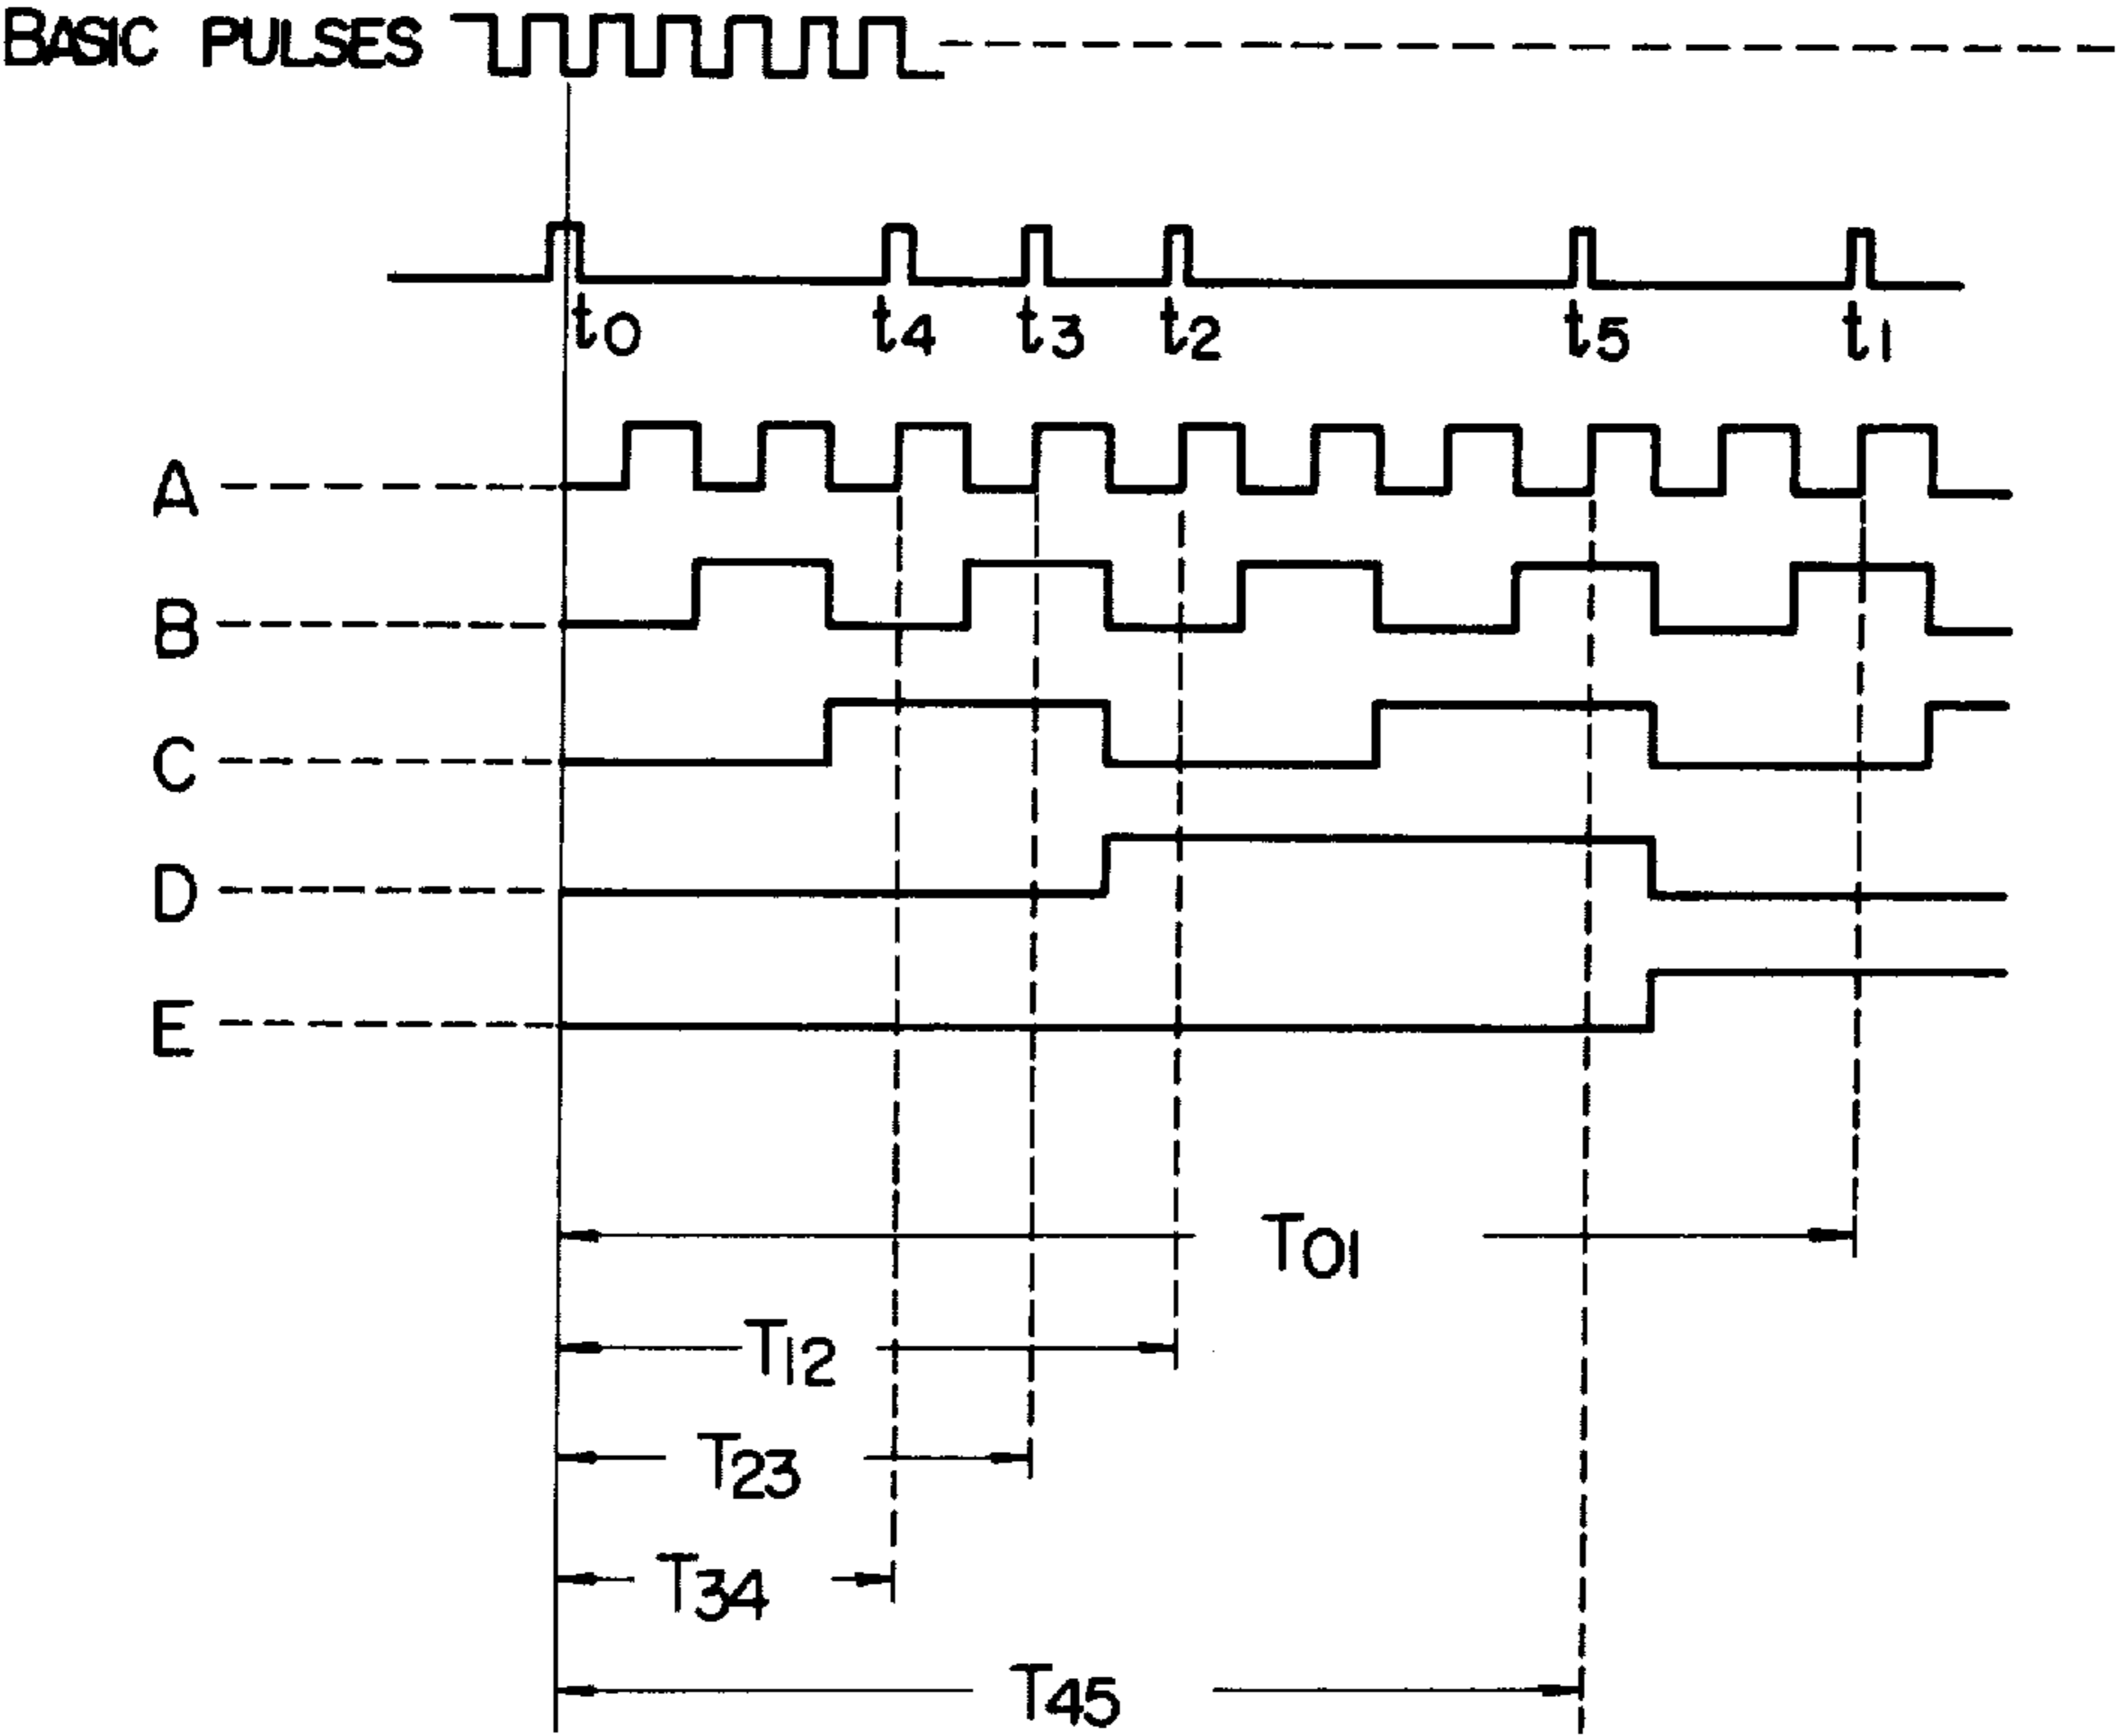 BASIC PULSES
t0 t4 t3 t2 t5 t1
A
B
C
D
E
T01
T12
T23
T34
T45